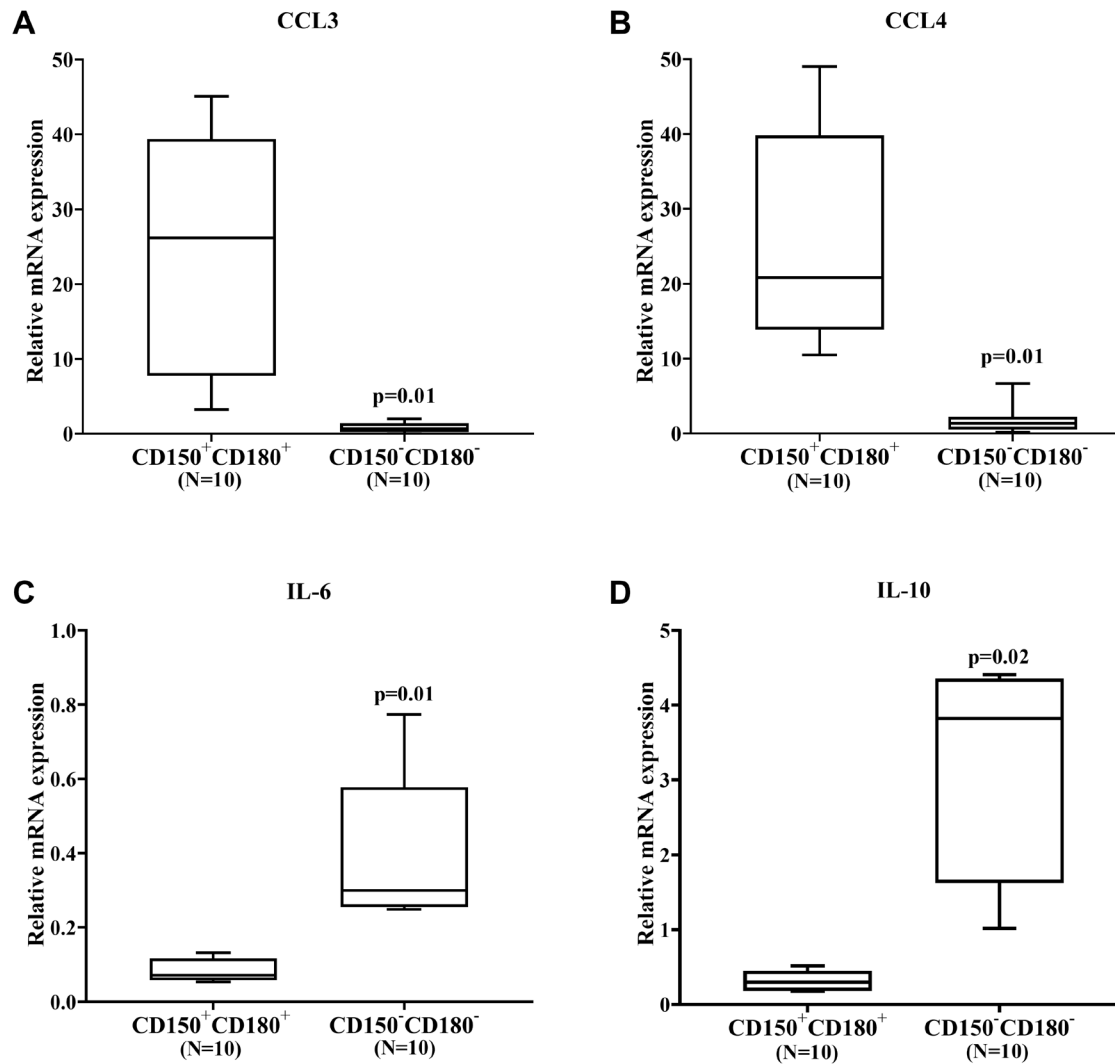 A
CCL3
Relative mRNA expression
50
40
30
20
10
0
p=0.01
CD150⁺CD180⁺
(N=10)
CD150⁻CD180⁻
(N=10)
B
CCL4
Relative mRNA expression
50
40
30
20
10
0
p=0.01
CD150⁺CD180⁺
(N=10)
CD150⁻CD180⁻
(N=10)
C
IL-6
Relative mRNA expression
1.0
0.8
0.6
0.4
0.2
0.0
p=0.01
CD150⁺CD180⁺
(N=10)
CD150⁻CD180⁻
(N=10)
D
IL-10
Relative mRNA expression
5
4
3
2
1
0
p=0.02
CD150⁺CD180⁺
(N=10)
CD150⁻CD180⁻
(N=10)